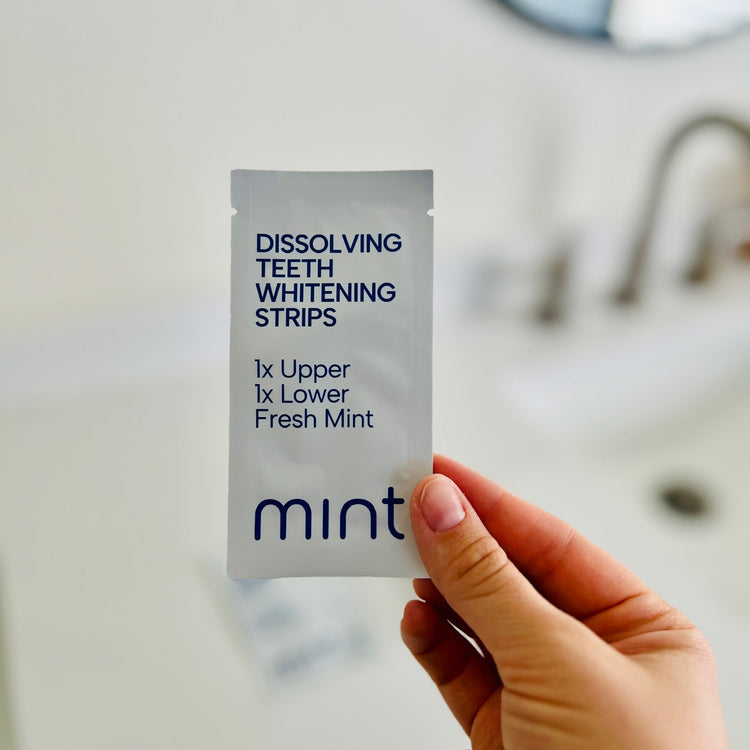 DISSOLVING
TEETH
WHITENING
STRIPS
1x Upper
1x Lower
Fresh Mint
mint